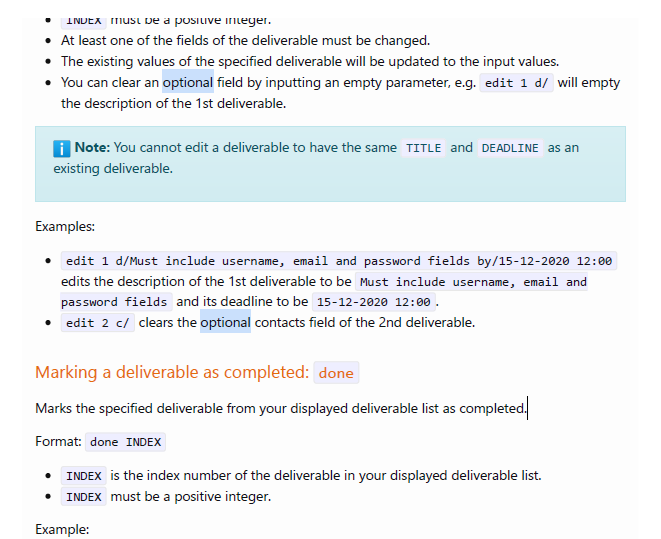 INDEX must be a positive integer.
At least one of the fields of the deliverable must be changed.
The existing values of the specified deliverable will be updated to the input values.
You can clear an optional field by inputting an empty parameter, e.g. edit 1 d/ will empty
the description of the 1st deliverable.
Note: You cannot edit a deliverable to have the same TITLE and DEADLINE as an
existing deliverable.
Examples:
edit 1 d/Must include username, email and password fields by/15-12-2020 12:00
edits the description of the 1st deliverable to be Must include username, email and
password fields and its deadline to be 15-12-2020 12:00.
edit 2 c/ clears the optional contacts field of the 2nd deliverable.
Marking a deliverable as completed: done
Marks the specified deliverable from your displayed deliverable list as completed.
Format: done INDEX
INDEX is the index number of the deliverable in your displayed deliverable list.
INDEX must be a positive integer.
Example: